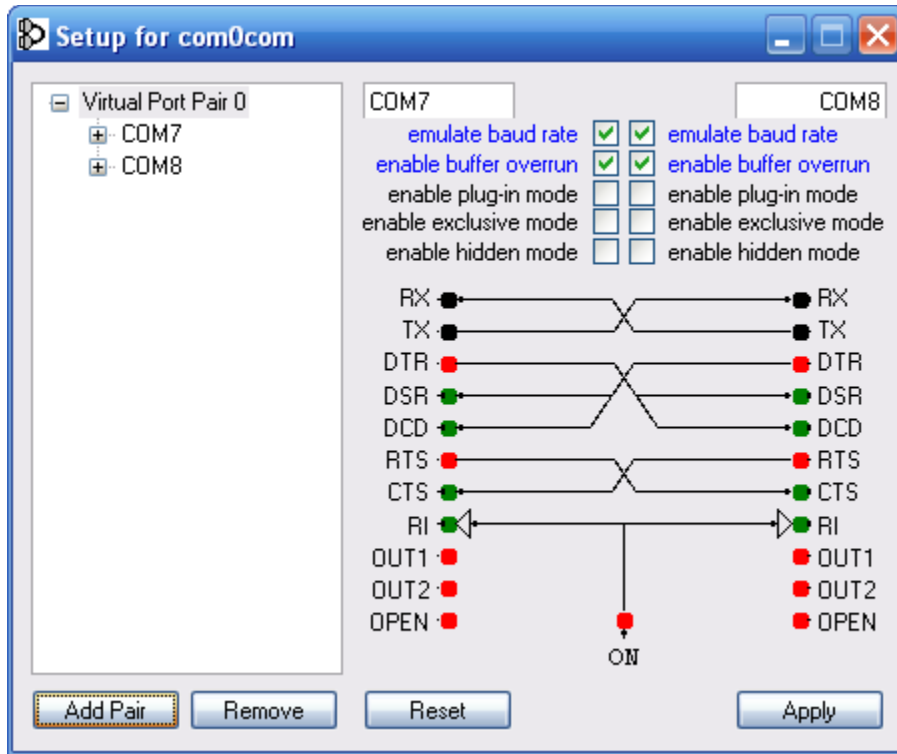 Setup for com0com
Virtual Port Pair 0
COM7
COM8
COM7 COM8
emulate baud rate emulate baud rate
enable buffer overrun enable buffer overrun
enable plug-in mode enable plug-in mode
enable exclusive mode enable exclusive mode
enable hidden mode enable hidden mode
RX RX
TX TX
DTR DTR
DSR DSR
DCD DCD
RTS RTS
CTS CTS
RI RI
OUT1 OUT1
OUT2 OUT2
OPEN OPEN
ON
Add Pair Remove Reset Apply